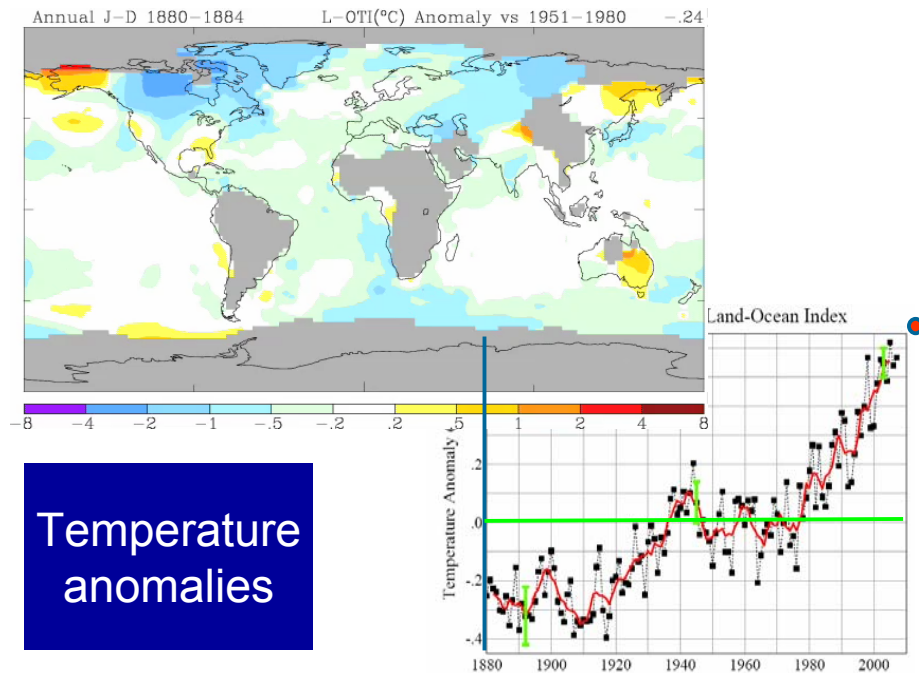 Annual J-D 1880-1884 L-OTI(°C) Anomaly vs 1951-1980 -.24
-8 -4 -2 -1 -.5 -.2 .2 .5 1 2 4 8
Land-Ocean Index
Temperature Anomaly
.2
.0
-.2
-.4
1880 1900 1920 1940 1960 1980 2000
Temperature
anomalies